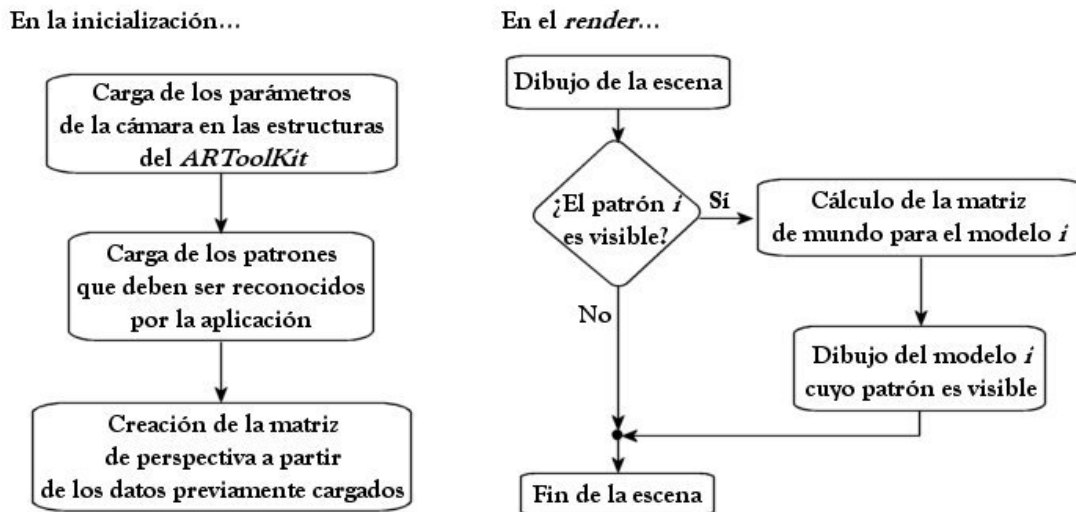 En la inicialización...
Carga de los parámetros
de la cámara en las estructuras
del ARToolKit
Carga de los patrones
que deben ser reconocidos
por la aplicación
Creación de la matriz
de perspectiva a partir
de los datos previamente cargados
En el render...
Dibujo de la escena
¿El patrón i
es visible?
Sí
Cálculo de la matriz
de mundo para el modelo i
No
Dibujo del modelo i
cuyo patrón es visible
Fin de la escena